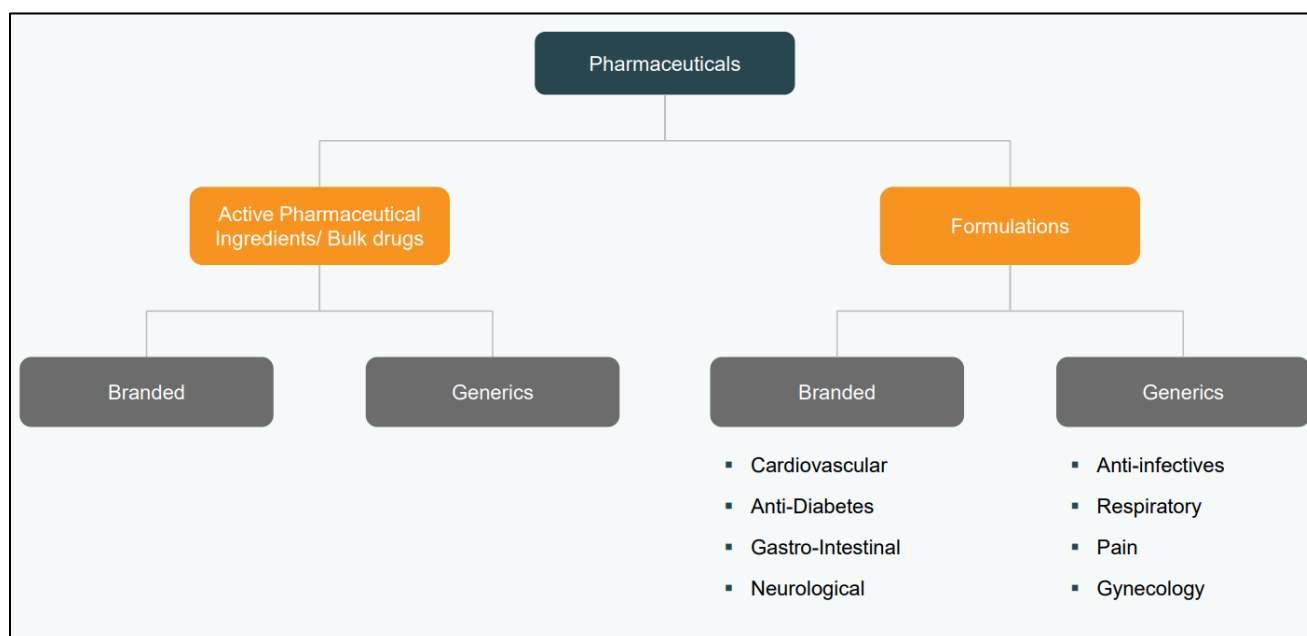 Pharmaceuticals
Active Pharmaceutical
Ingredients/ Bulk drugs
Formulations
Branded
Generics
Branded
Generics
▪ Cardiovascular
▪ Anti-Diabetes
▪ Gastro-Intestinal
▪ Neurological
▪ Anti-infectives
▪ Respiratory
▪ Pain
▪ Gynecology